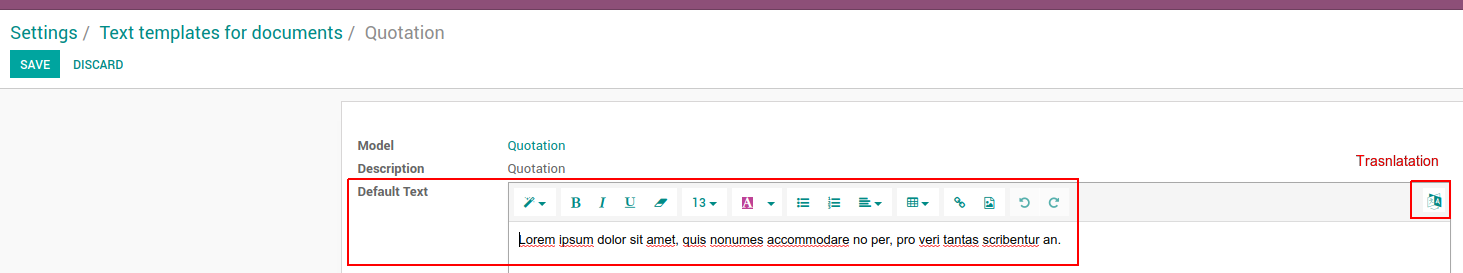 Settings / Text templates for documents / Quotation
SAVE DISCARD
Model Quotation
Trasnlatation
Description Quotation
Default Text
B I U 13 A
A
Lorem ipsum dolor sit amet, quis nonumes accommodare no per, pro veri tantas scribentur an.